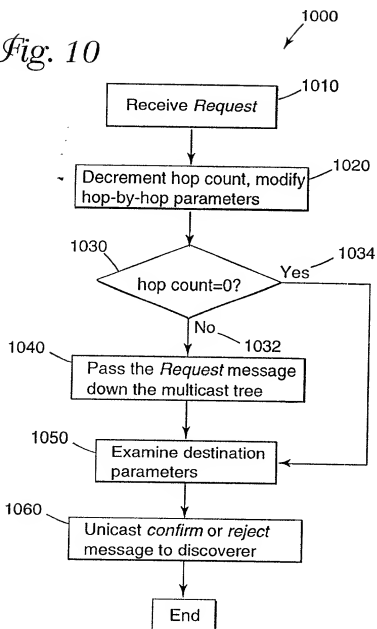 Fig. 10
1000
Receive Request
1010
Decrement hop count, modify
hop-by-hop parameters
1020
1030
hop count=0?
Yes
1034
No
1032
1040
Pass the Request message
down the multicast tree
1050
Examine destination
parameters
1060
Unicast confirm or reject
message to discoverer
End